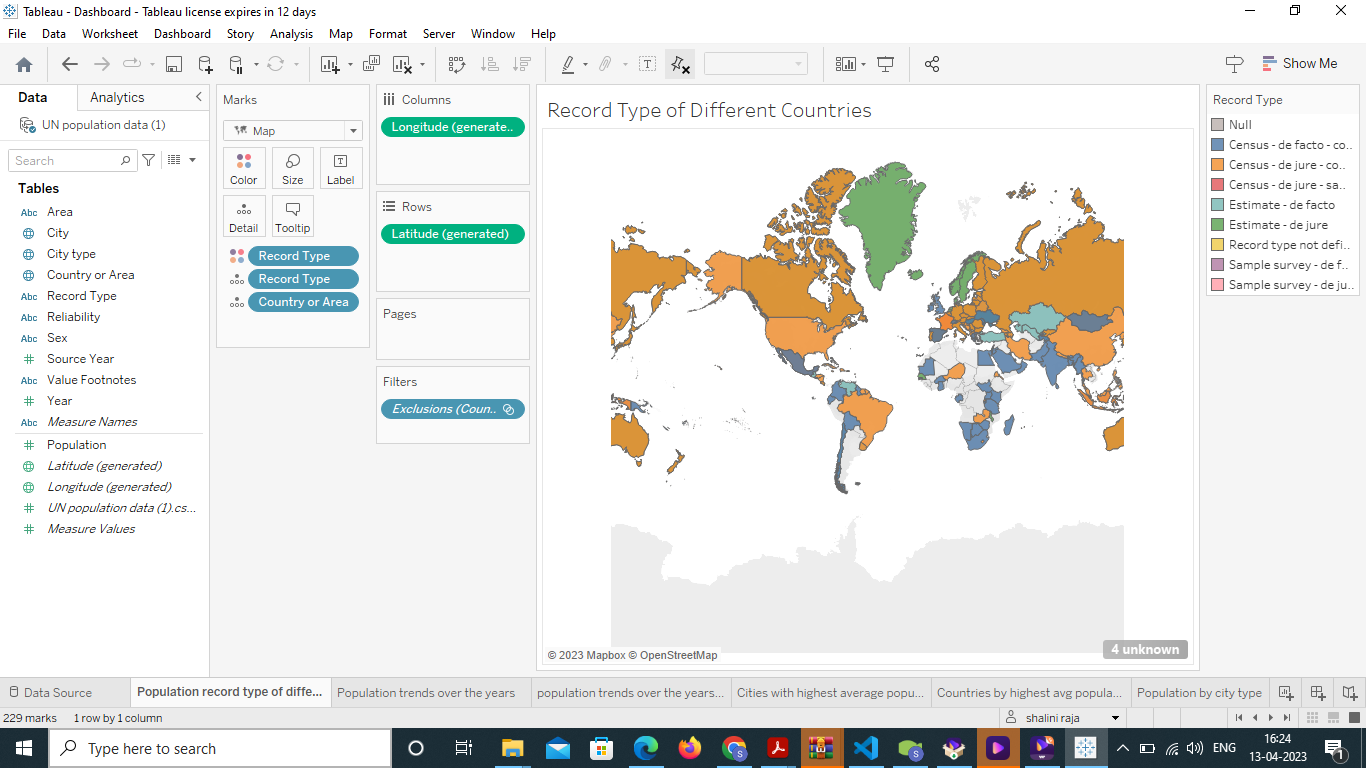 Tableau - Dashboard - Tableau license expires in 12 days
File Data Worksheet Dashboard Story Analysis Map Format Server Window Help
Show Me
Data Analytics
UN population data (1)
Search
Tables
Abc Area
City
City type
Country or Area
Abc Record Type
Abc Reliability
Abc Sex
Source Year
Abc Value Footnotes
Year
Abc Measure Names
Population
Latitude (generated)
Longitude (generated)
UN population data (1).cs...
Measure Values
Marks
Map
Color Size Label
Detail Tooltip
Record Type
Record Type
Country or Area
Columns
Longitude (generate..
Rows
Latitude (generated)
Pages
Filters
Exclusions (Coun..
Record Type of Different Countries
© 2023 Mapbox © OpenStreetMap
4 unknown
Record Type
Null
Census - de facto - co..
Census - de jure - co..
Census - de jure - sa..
Estimate - de facto
Estimate - de jure
Record type not defi..
Sample survey - de f..
Sample survey - de ju..
Data Source Population record type of diffe... Population trends over the years population trends over the years... Cities with highest average popu... Countries by highest avg popula... Population by city type
229 marks 1 row by 1 column shalini raja
Type here to search
ENG
16:24
13-04-2023
1